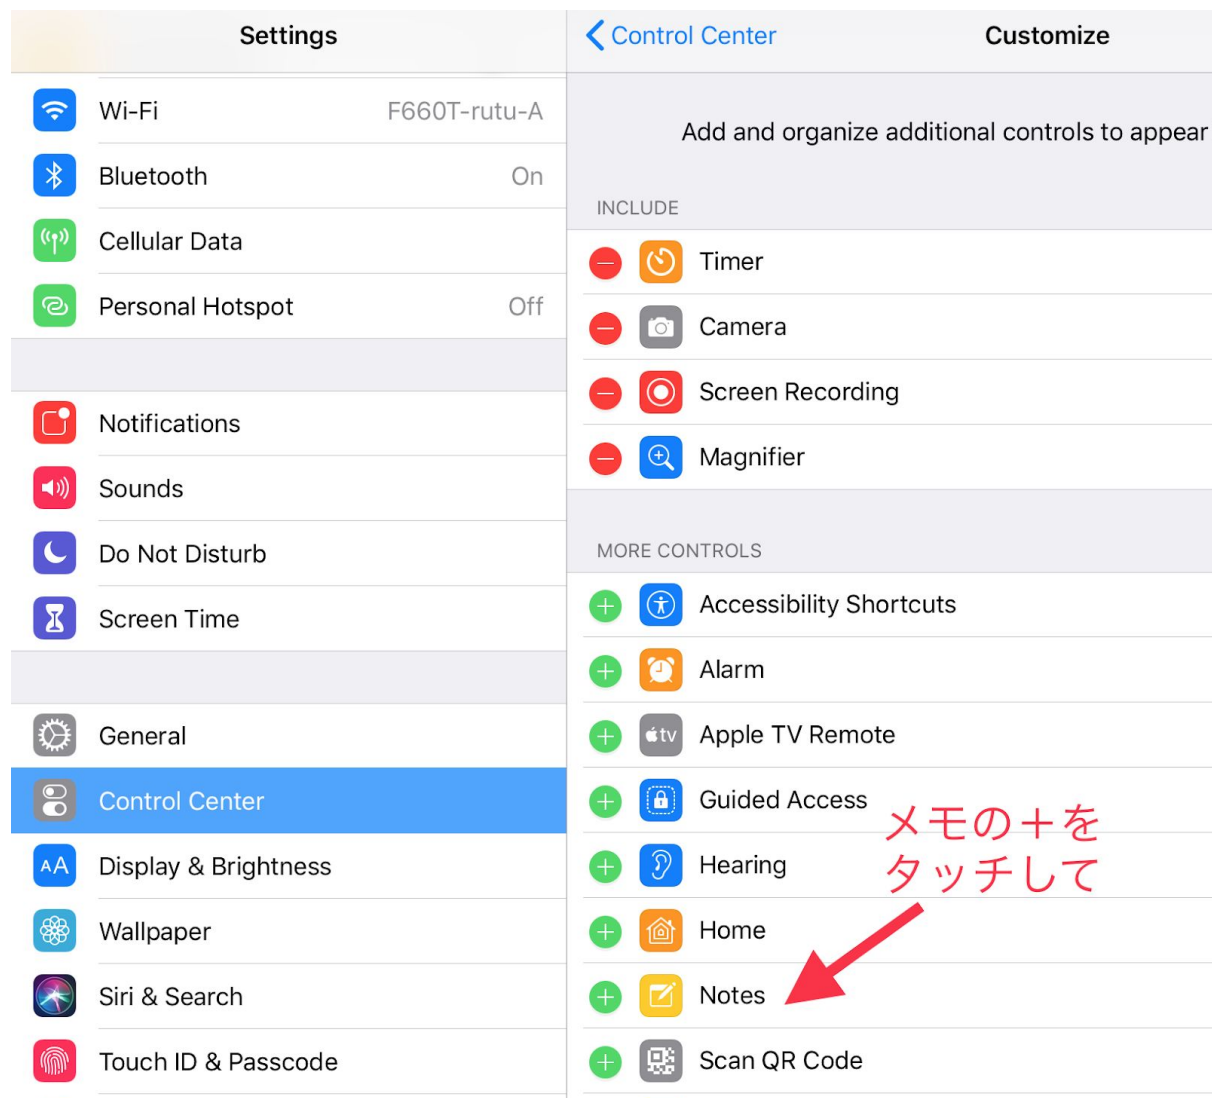 Settings
Wi-Fi
F660T-rutu-A
Bluetooth
On
Cellular Data
Personal Hotspot
Off
Notifications
Sounds
Do Not Disturb
Screen Time
General
Control Center
AA
Display & Brightness
Wallpaper
Siri & Search
Touch ID & Passcode
Control Center
Customize
Add and organize additional controls to appear
INCLUDE
Timer
Camera
Screen Recording
Magnifier
MORE CONTROLS
Accessibility Shortcuts
Alarm
tv
Apple TV Remote
Guided Access
メモの＋を
タッチして
Hearing
Home
Notes
Scan QR Code